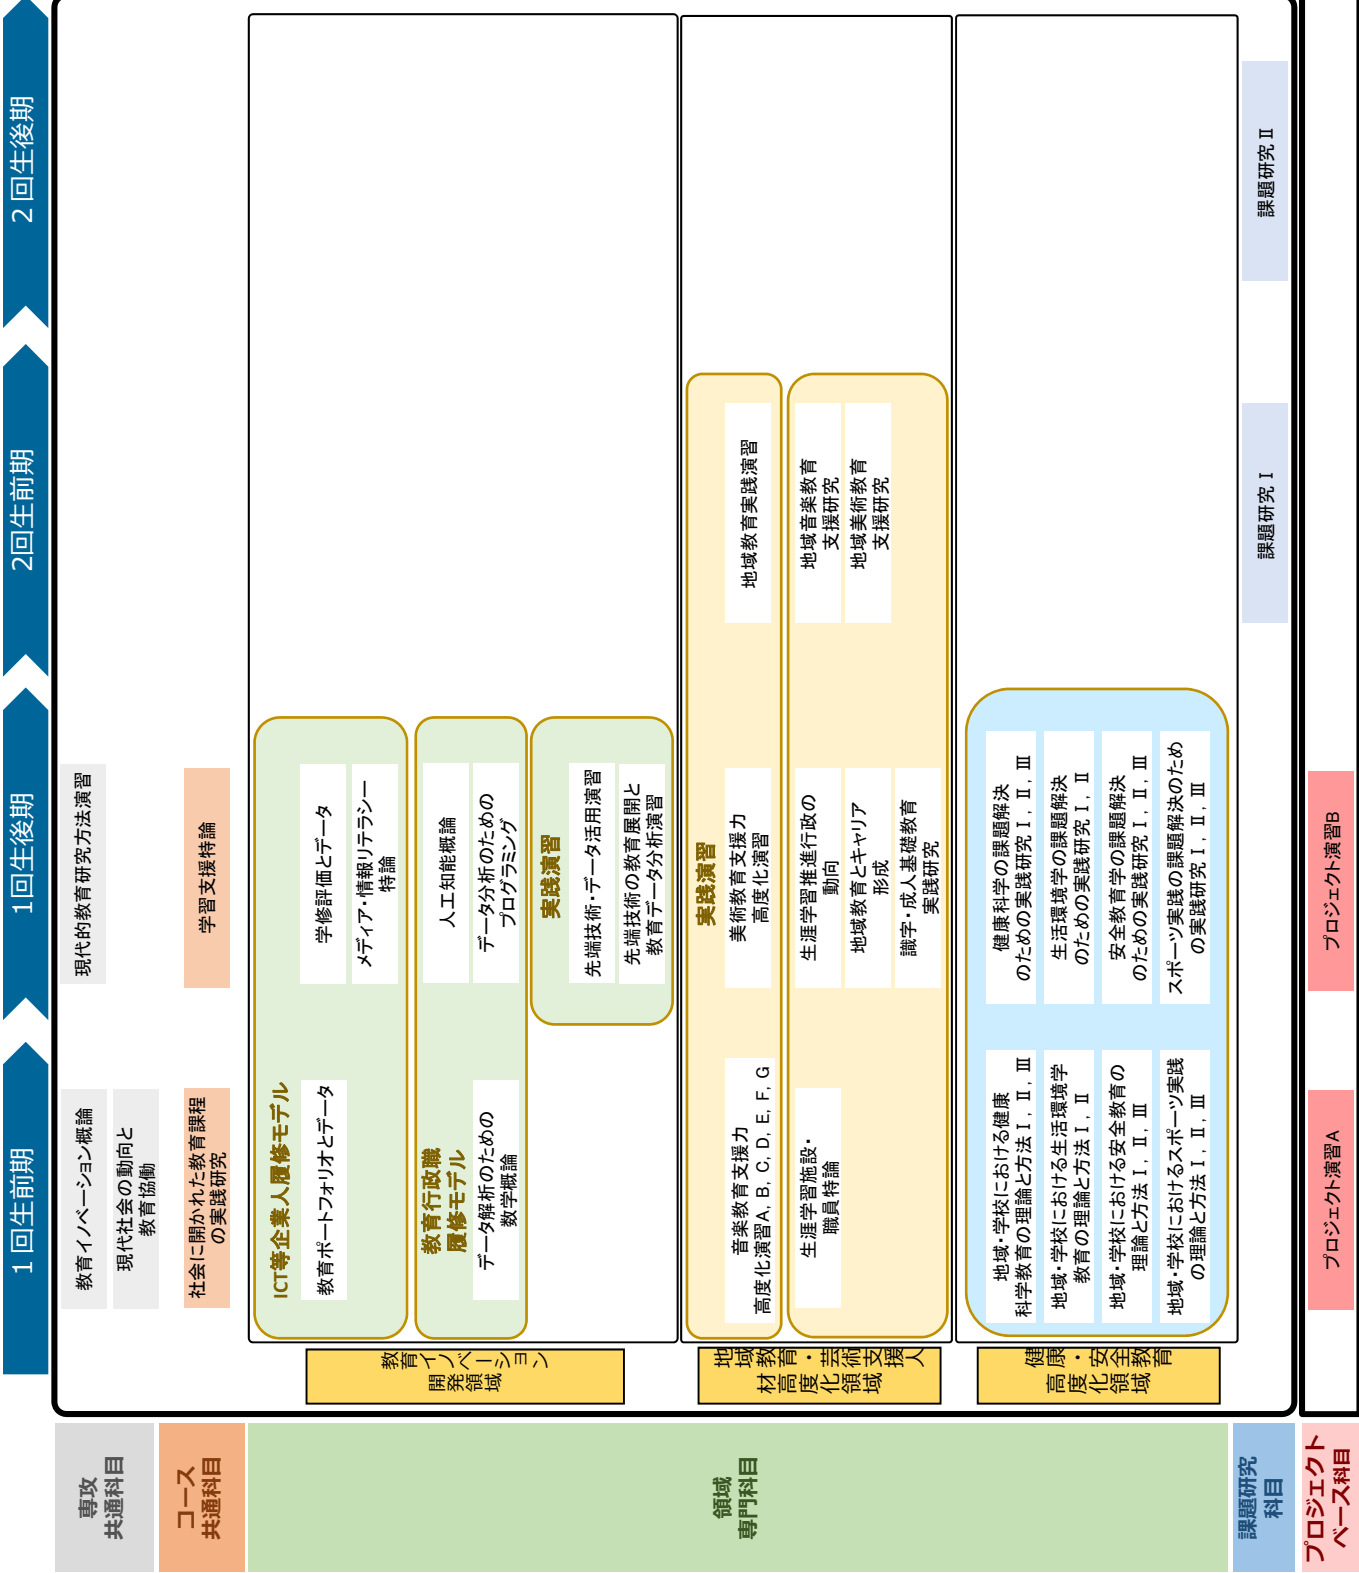 1回生前期
1回生後期
2回生前期
2回生後期
専攻
共通科目
教育イノベーション概論
現代社会の動向と
教育協働
現代的教育研究方法演習
コース
共通科目
社会に開かれた教育課程
の実践研究
学習支援特論
領域
専門科目
教育イノベーション
開発領域
ICT等企業人履修モデル
教育ポートフォリオとデータ
学修評価とデータ
メディア・情報リテラシー
特論
教育行政職
履修モデル
データ解析のための
数学概論
人工知能概論
データ分析のための
プログラミング
実践演習
先端技術・データ活用演習
先端技術の教育展開と
教育データ分析演習
地域教育・芸術支援人
材高度化領域
実践演習
音楽教育支援力
高度化演習A, B, C, D, E, F, G
美術教育支援力
高度化演習
地域教育実践演習
生涯学習施設・
職員特論
生涯学習推進行政の
動向
地域教育とキャリア
形成
識字・成人基礎教育
実践研究
地域音楽教育
支援研究
地域美術教育
支援研究
健康・安全教育
高度化領域
地域・学校における健康
科学教育の理論と方法Ⅰ, Ⅱ, Ⅲ
地域・学校における生活環境学
教育の理論と方法Ⅰ, Ⅱ
地域・学校における安全教育の
理論と方法Ⅰ, Ⅱ, Ⅲ
地域・学校におけるスポーツ実践
の理論と方法Ⅰ, Ⅱ, Ⅲ
健康科学の課題解決
のための実践研究Ⅰ, Ⅱ, Ⅲ
生活環境学の課題解決
のための実践研究Ⅰ, Ⅱ
安全教育学の課題解決
のための実践研究Ⅰ, Ⅱ, Ⅲ
スポーツ実践の課題解決のため
の実践研究Ⅰ, Ⅱ, Ⅲ
課題研究
科目
課題研究Ⅰ
課題研究Ⅱ
プロジェクト
ベース科目
プロジェクト演習A
プロジェクト演習B